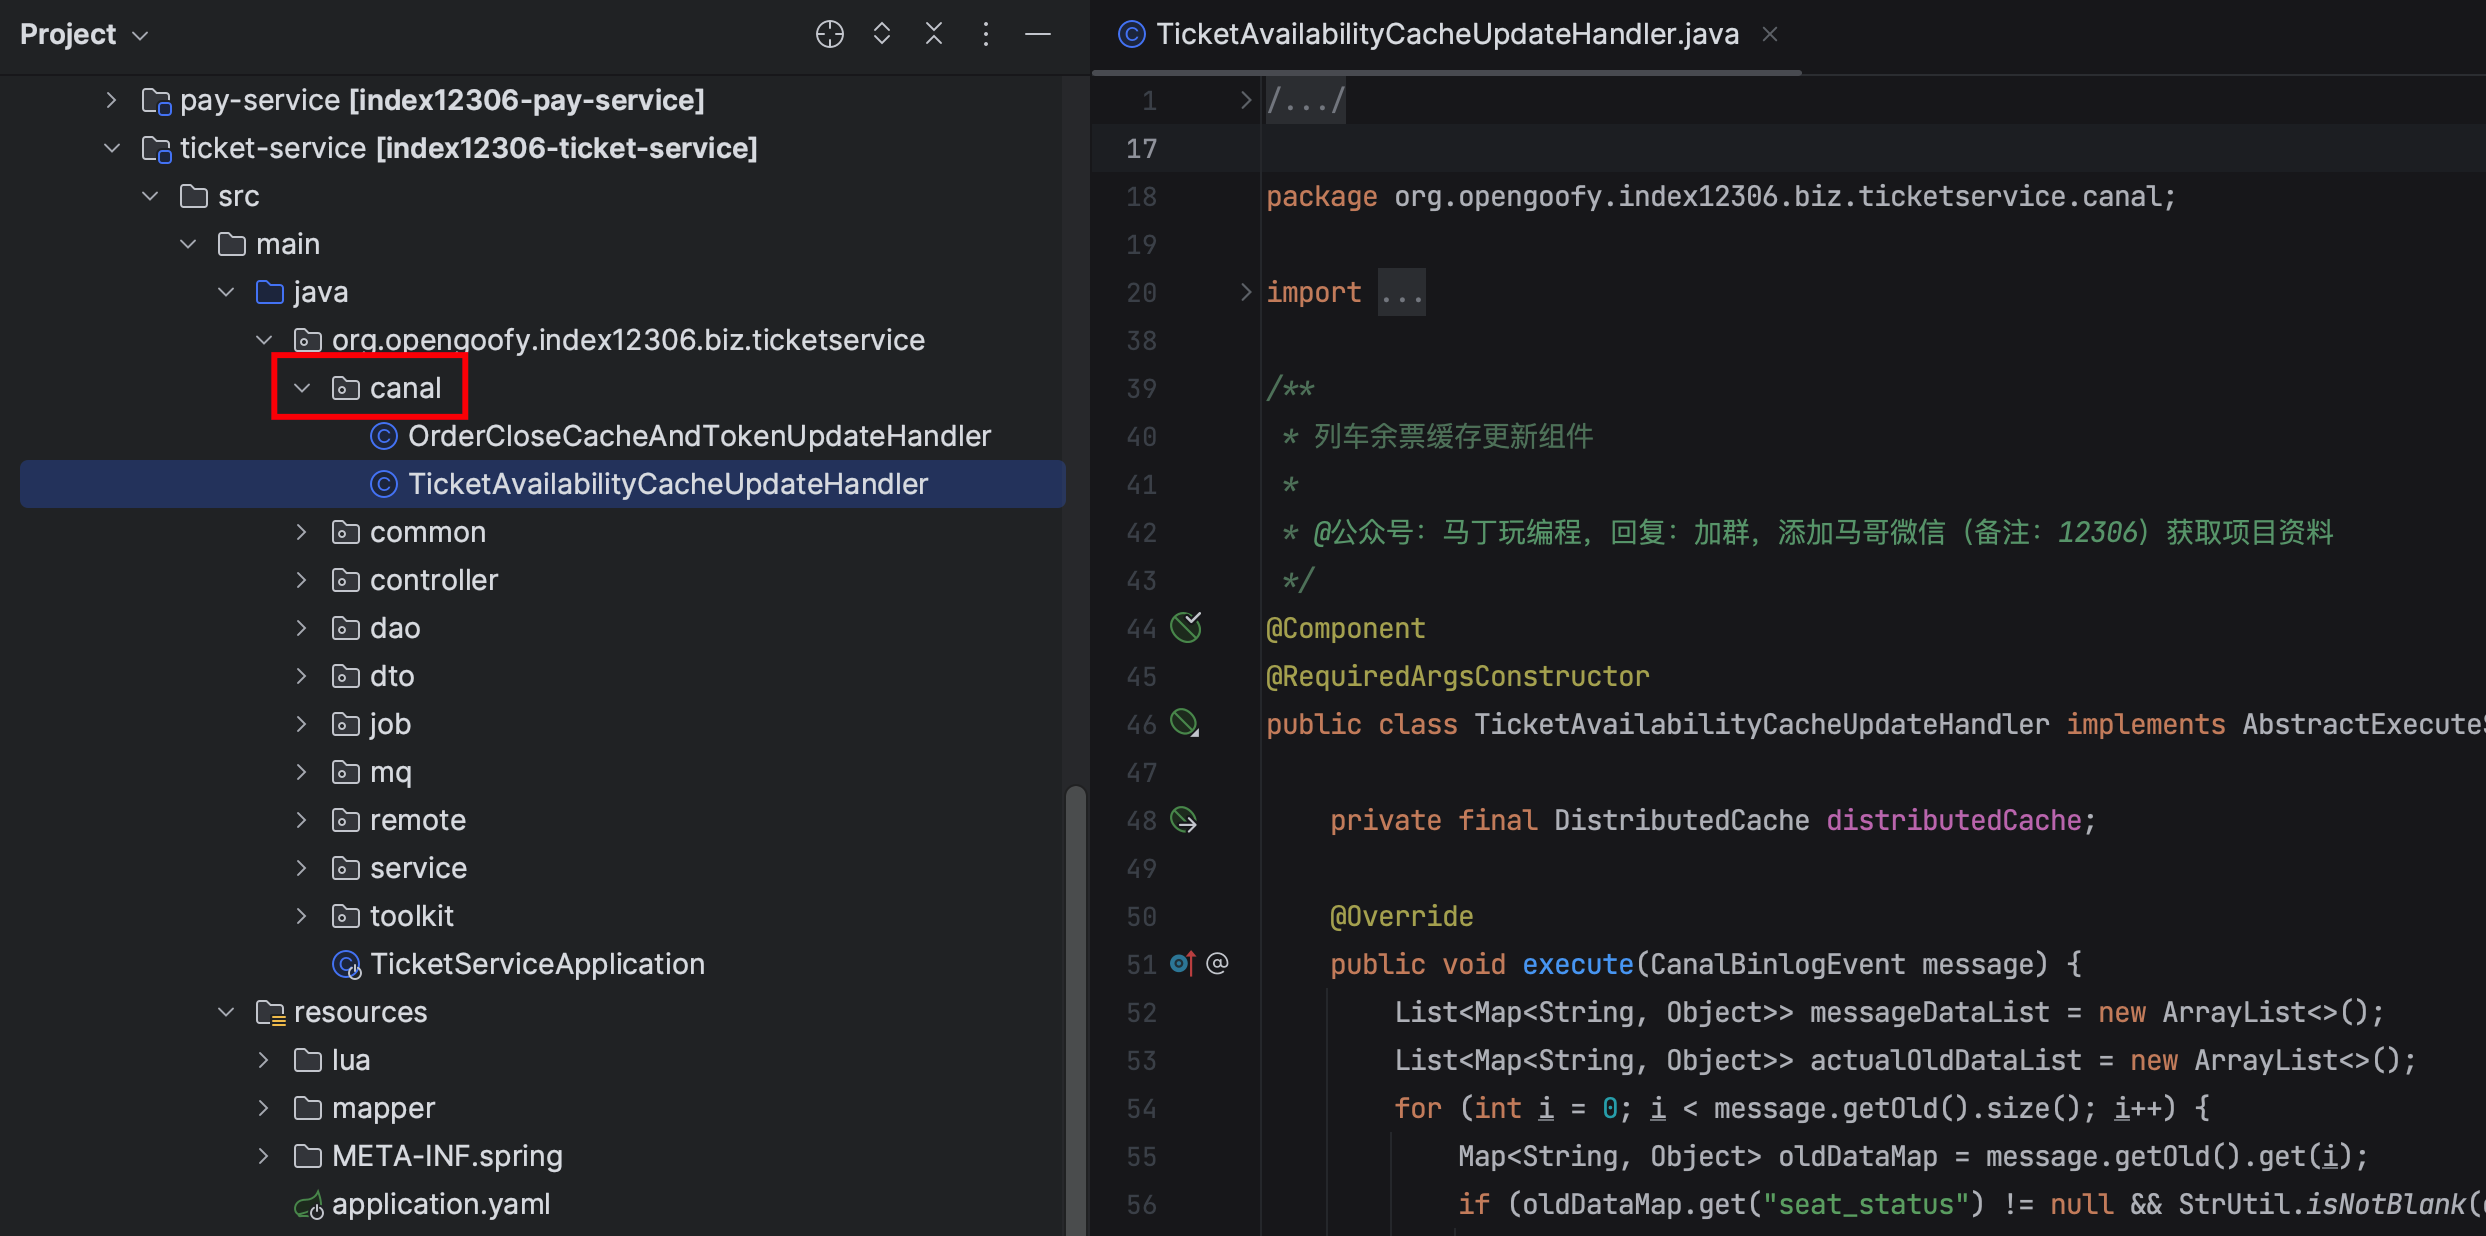 Project
pay-service [index12306-pay-service]
ticket-service [index12306-ticket-service]
src
main
java
org.opengoofy.index12306.biz.ticketservice
canal
OrderCloseCacheAndTokenUpdateHandler
TicketAvailabilityCacheUpdateHandler
common
controller
dao
dto
job
mq
remote
service
toolkit
TicketServiceApplication
resources
lua
mapper
META-INF.spring
application.yaml
TicketAvailabilityCacheUpdateHandler.java
1 /.../
17
18 package org.opengoofy.index12306.biz.ticketservice.canal;
19
20 import ...
38
39 /**
40 * 列车余票缓存更新组件
41 *
42 * @公众号：马丁玩编程，回复：加群，添加马哥微信（备注：12306）获取项目资料
43 */
44 @Component
45 @RequiredArgsConstructor
46 public class TicketAvailabilityCacheUpdateHandler implements AbstractExecuteS
47
48 private final DistributedCache distributedCache;
49
50 @Override
51 @ public void execute(CanalBinlogEvent message) {
52 List<Map<String, Object>> messageDataList = new ArrayList<>();
53 List<Map<String, Object>> actualOldDataList = new ArrayList<>();
54 for (int i = 0; i < message.getOld().size(); i++) {
55 Map<String, Object> oldDataMap = message.getOld().get(i);
56 if (oldDataMap.get("seat_status") != null && StrUtil.isNotBlank(